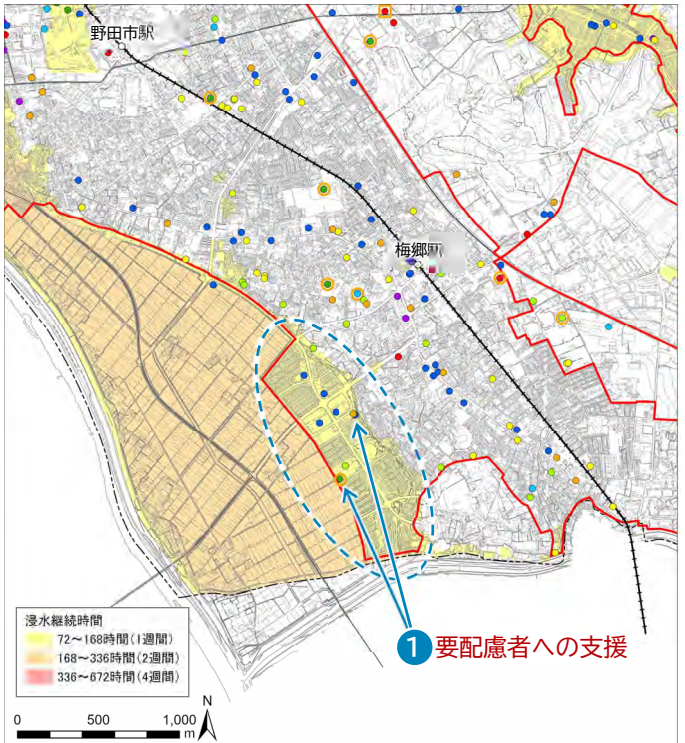 野田市駅
梅郷
浸水継続時間
72～168時間(1週間)
168～336時間(2週間)
336～672時間(4週間)
0 500 1,000 m
N
1 要配慮者への支援